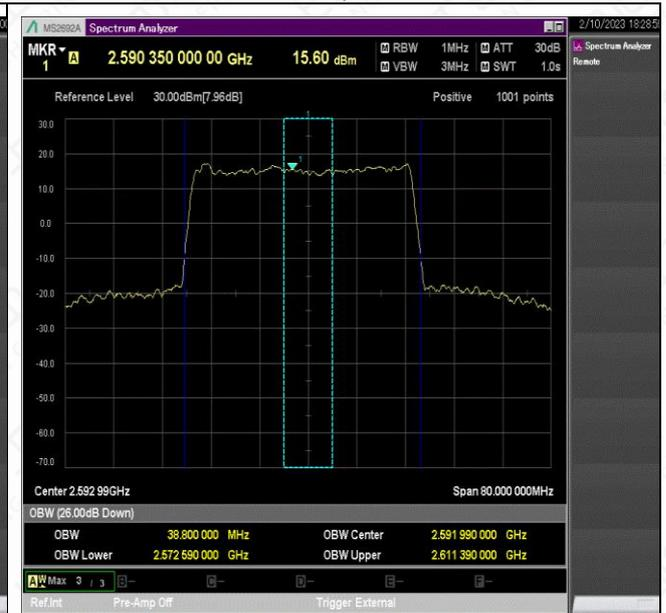 MS2692A Spectrum Analyzer
2/10/2023 18:28:5
MKR 1 A 2.590 350 000 00 GHz 15.60 dBm M RBW 1MHz M ATT 30dB
M VBW 3MHz M SWT 1.0s
Spectrum Analyzer
Remote
Reference Level 30.00dBm[7.96dB] Positive 1001 points
30.0
20.0
1
10.0
0.0
-10.0
-20.0
-30.0
-40.0
-50.0
-60.0
-70.0
Center 2.592 99GHz Span 80.000 000MHz
OBW (26.00dB Down)
OBW 38.800 000 MHz OBW Center 2.591 990 000 GHz
OBW Lower 2.572 590 000 GHz OBW Upper 2.611 390 000 GHz
A W Max 3 / 3 B- C- D- E- F-
Ref.Int Pre-Amp Off Trigger External